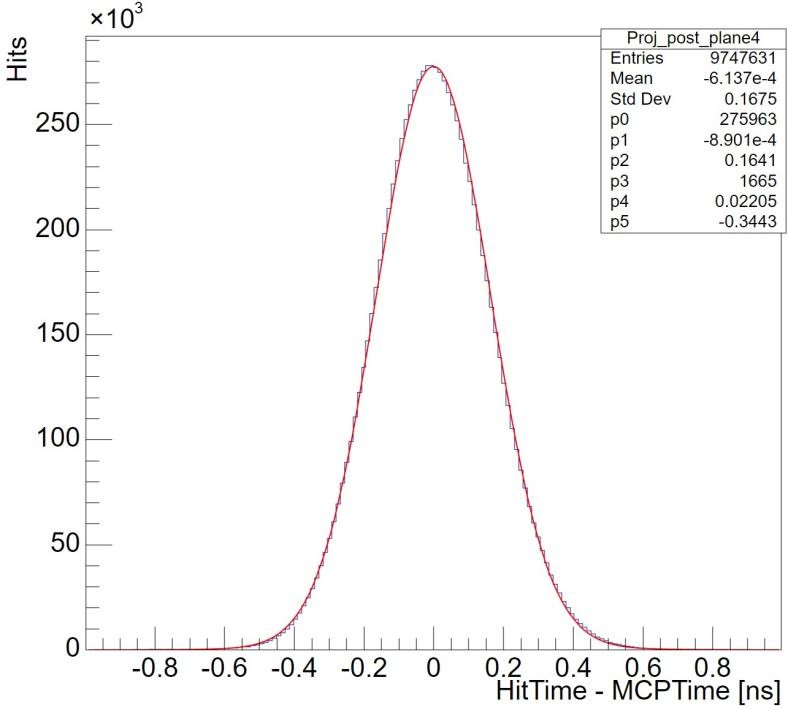 ×10³
Hits
Proj_post_plane4
Entries 9747631
Mean -6.137e-4
Std Dev 0.1675
p0 275963
p1 -8.901e-4
p2 0.1641
p3 1665
p4 0.02205
p5 -0.3443
250
200
150
100
50
0
-0.8 -0.6 -0.4 -0.2 0 0.2 0.4 0.6 0.8
HitTime - MCPTime [ns]